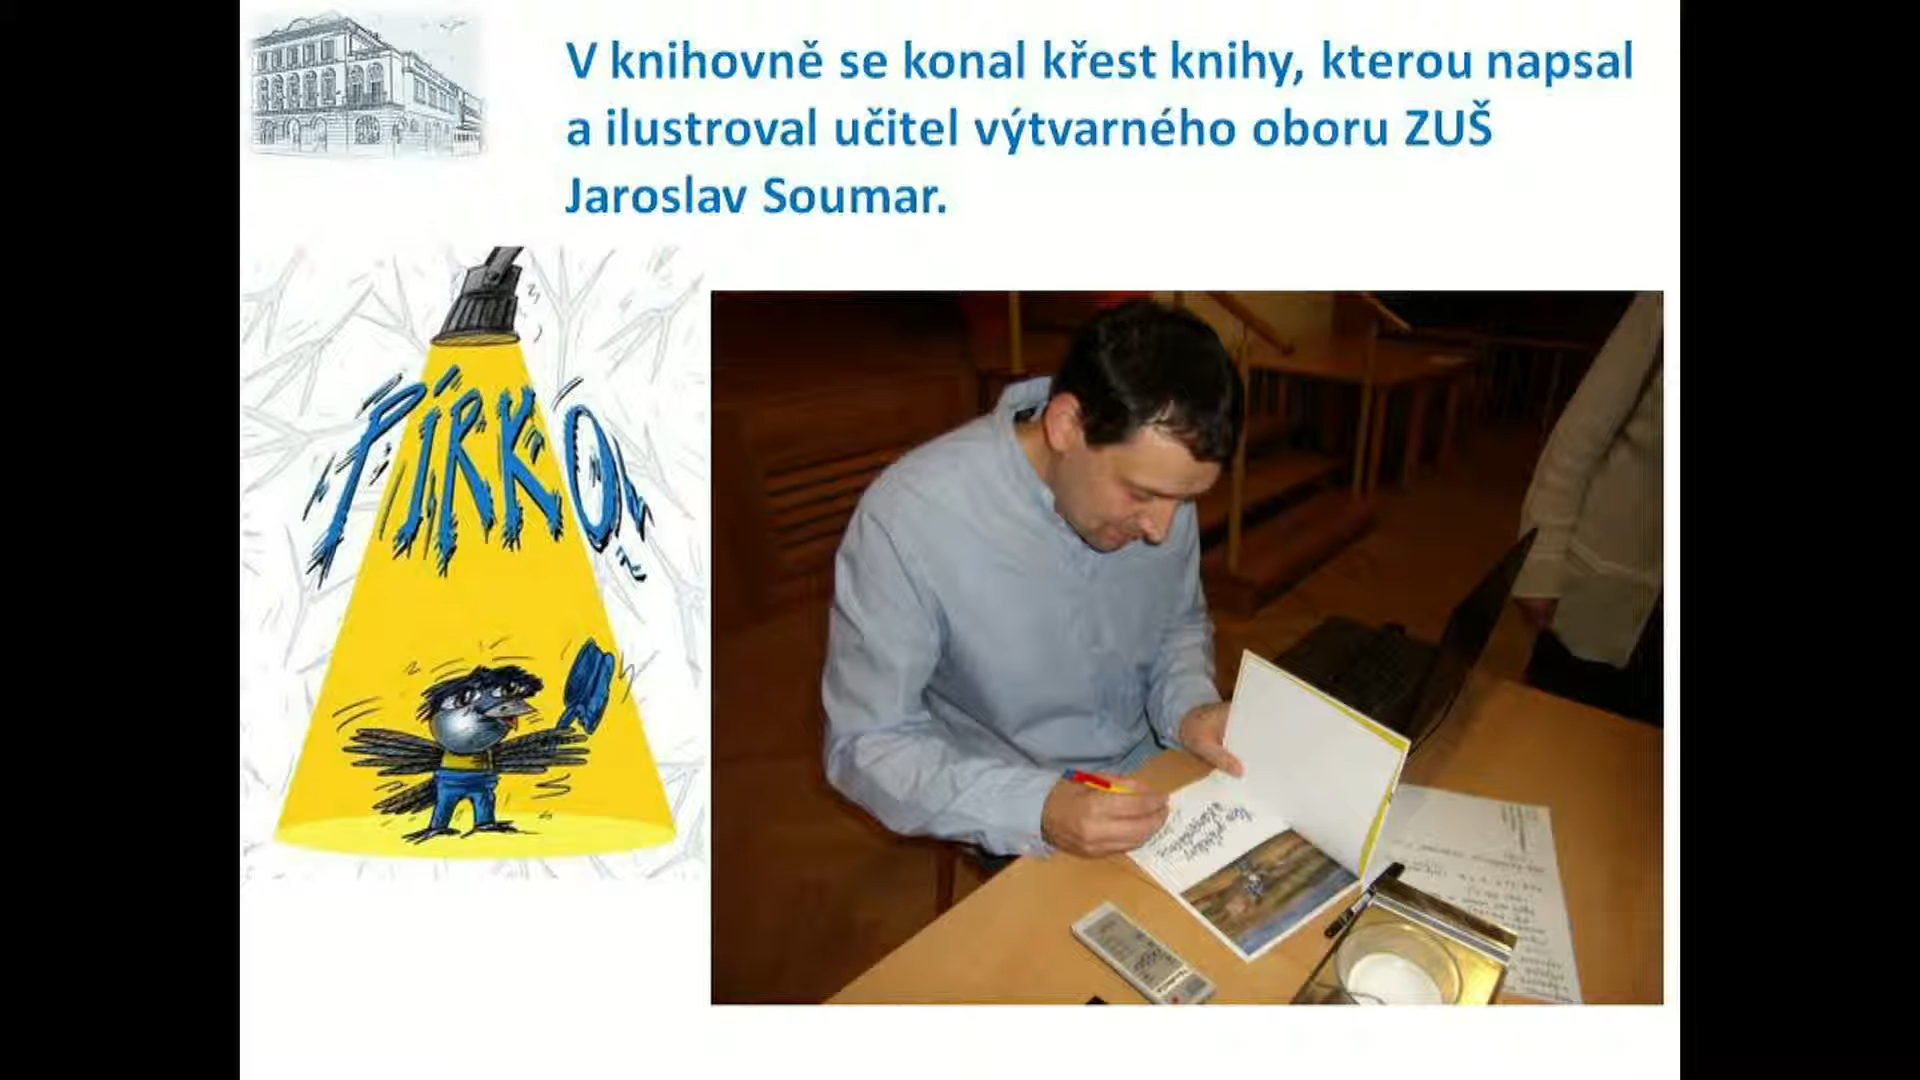 V knihovně se konal křest knihy, kterou napsal
a ilustroval učitel výtvarného oboru ZUŠ
Jaroslav Soumar.
PÍRKO